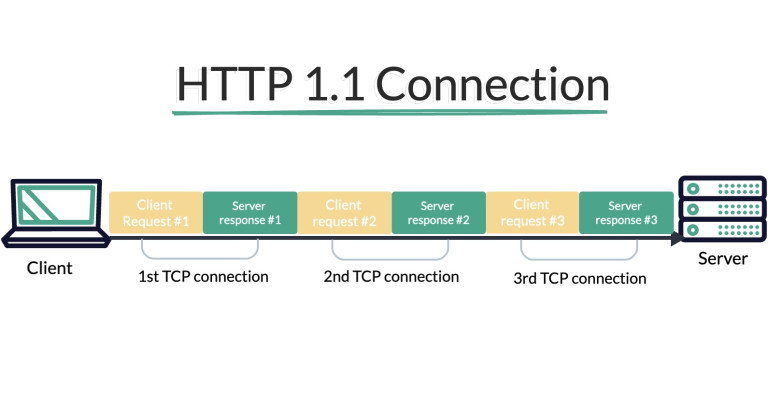 HTTP 1.1 Connection
Client
Request #1
Server
response #1
Client
request #2
Server
response #2
Client
request #3
Server
response #3
Client
1st TCP connection
2nd TCP connection
3rd TCP connection
Server